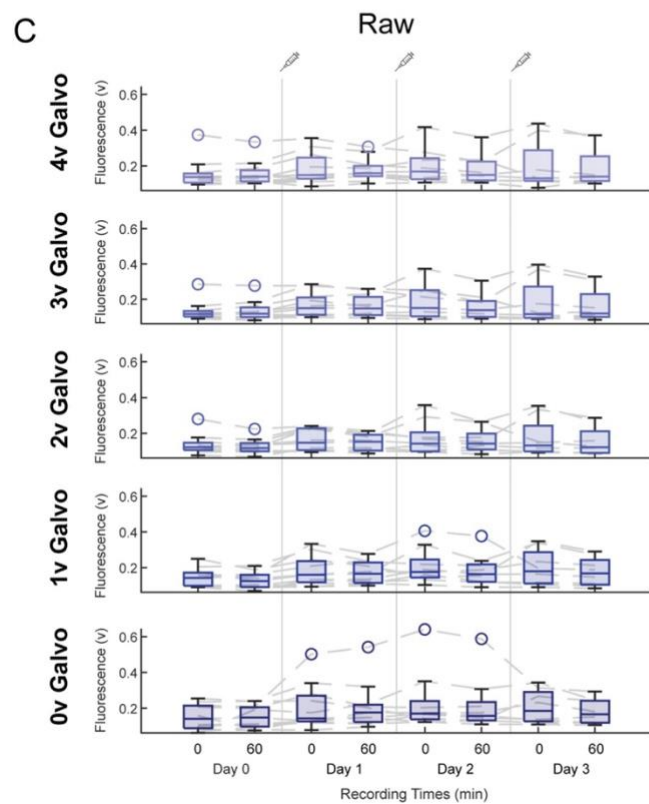 C
Raw
4v Galvo
Fluorescence (v)
0.6
0.4
0.2
3v Galvo
Fluorescence (v)
0.6
0.4
0.2
2v Galvo
Fluorescence (v)
0.6
0.4
0.2
1v Galvo
Fluorescence (v)
0.6
0.4
0.2
0v Galvo
Fluorescence (v)
0.6
0.4
0.2
0 60 0 60 0 60 0 60
Day 0 Day 1 Day 2 Day 3
Recording Times (min)